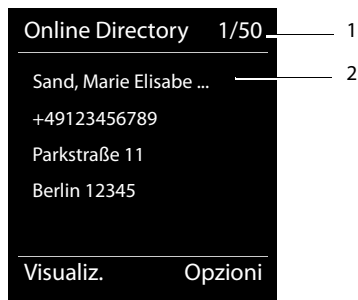 Online Directory 1/50 1
Sand, Marie Elisabe ... 2
+49123456789
Parkstraße 11
Berlin 12345
Visualiz. Opzioni